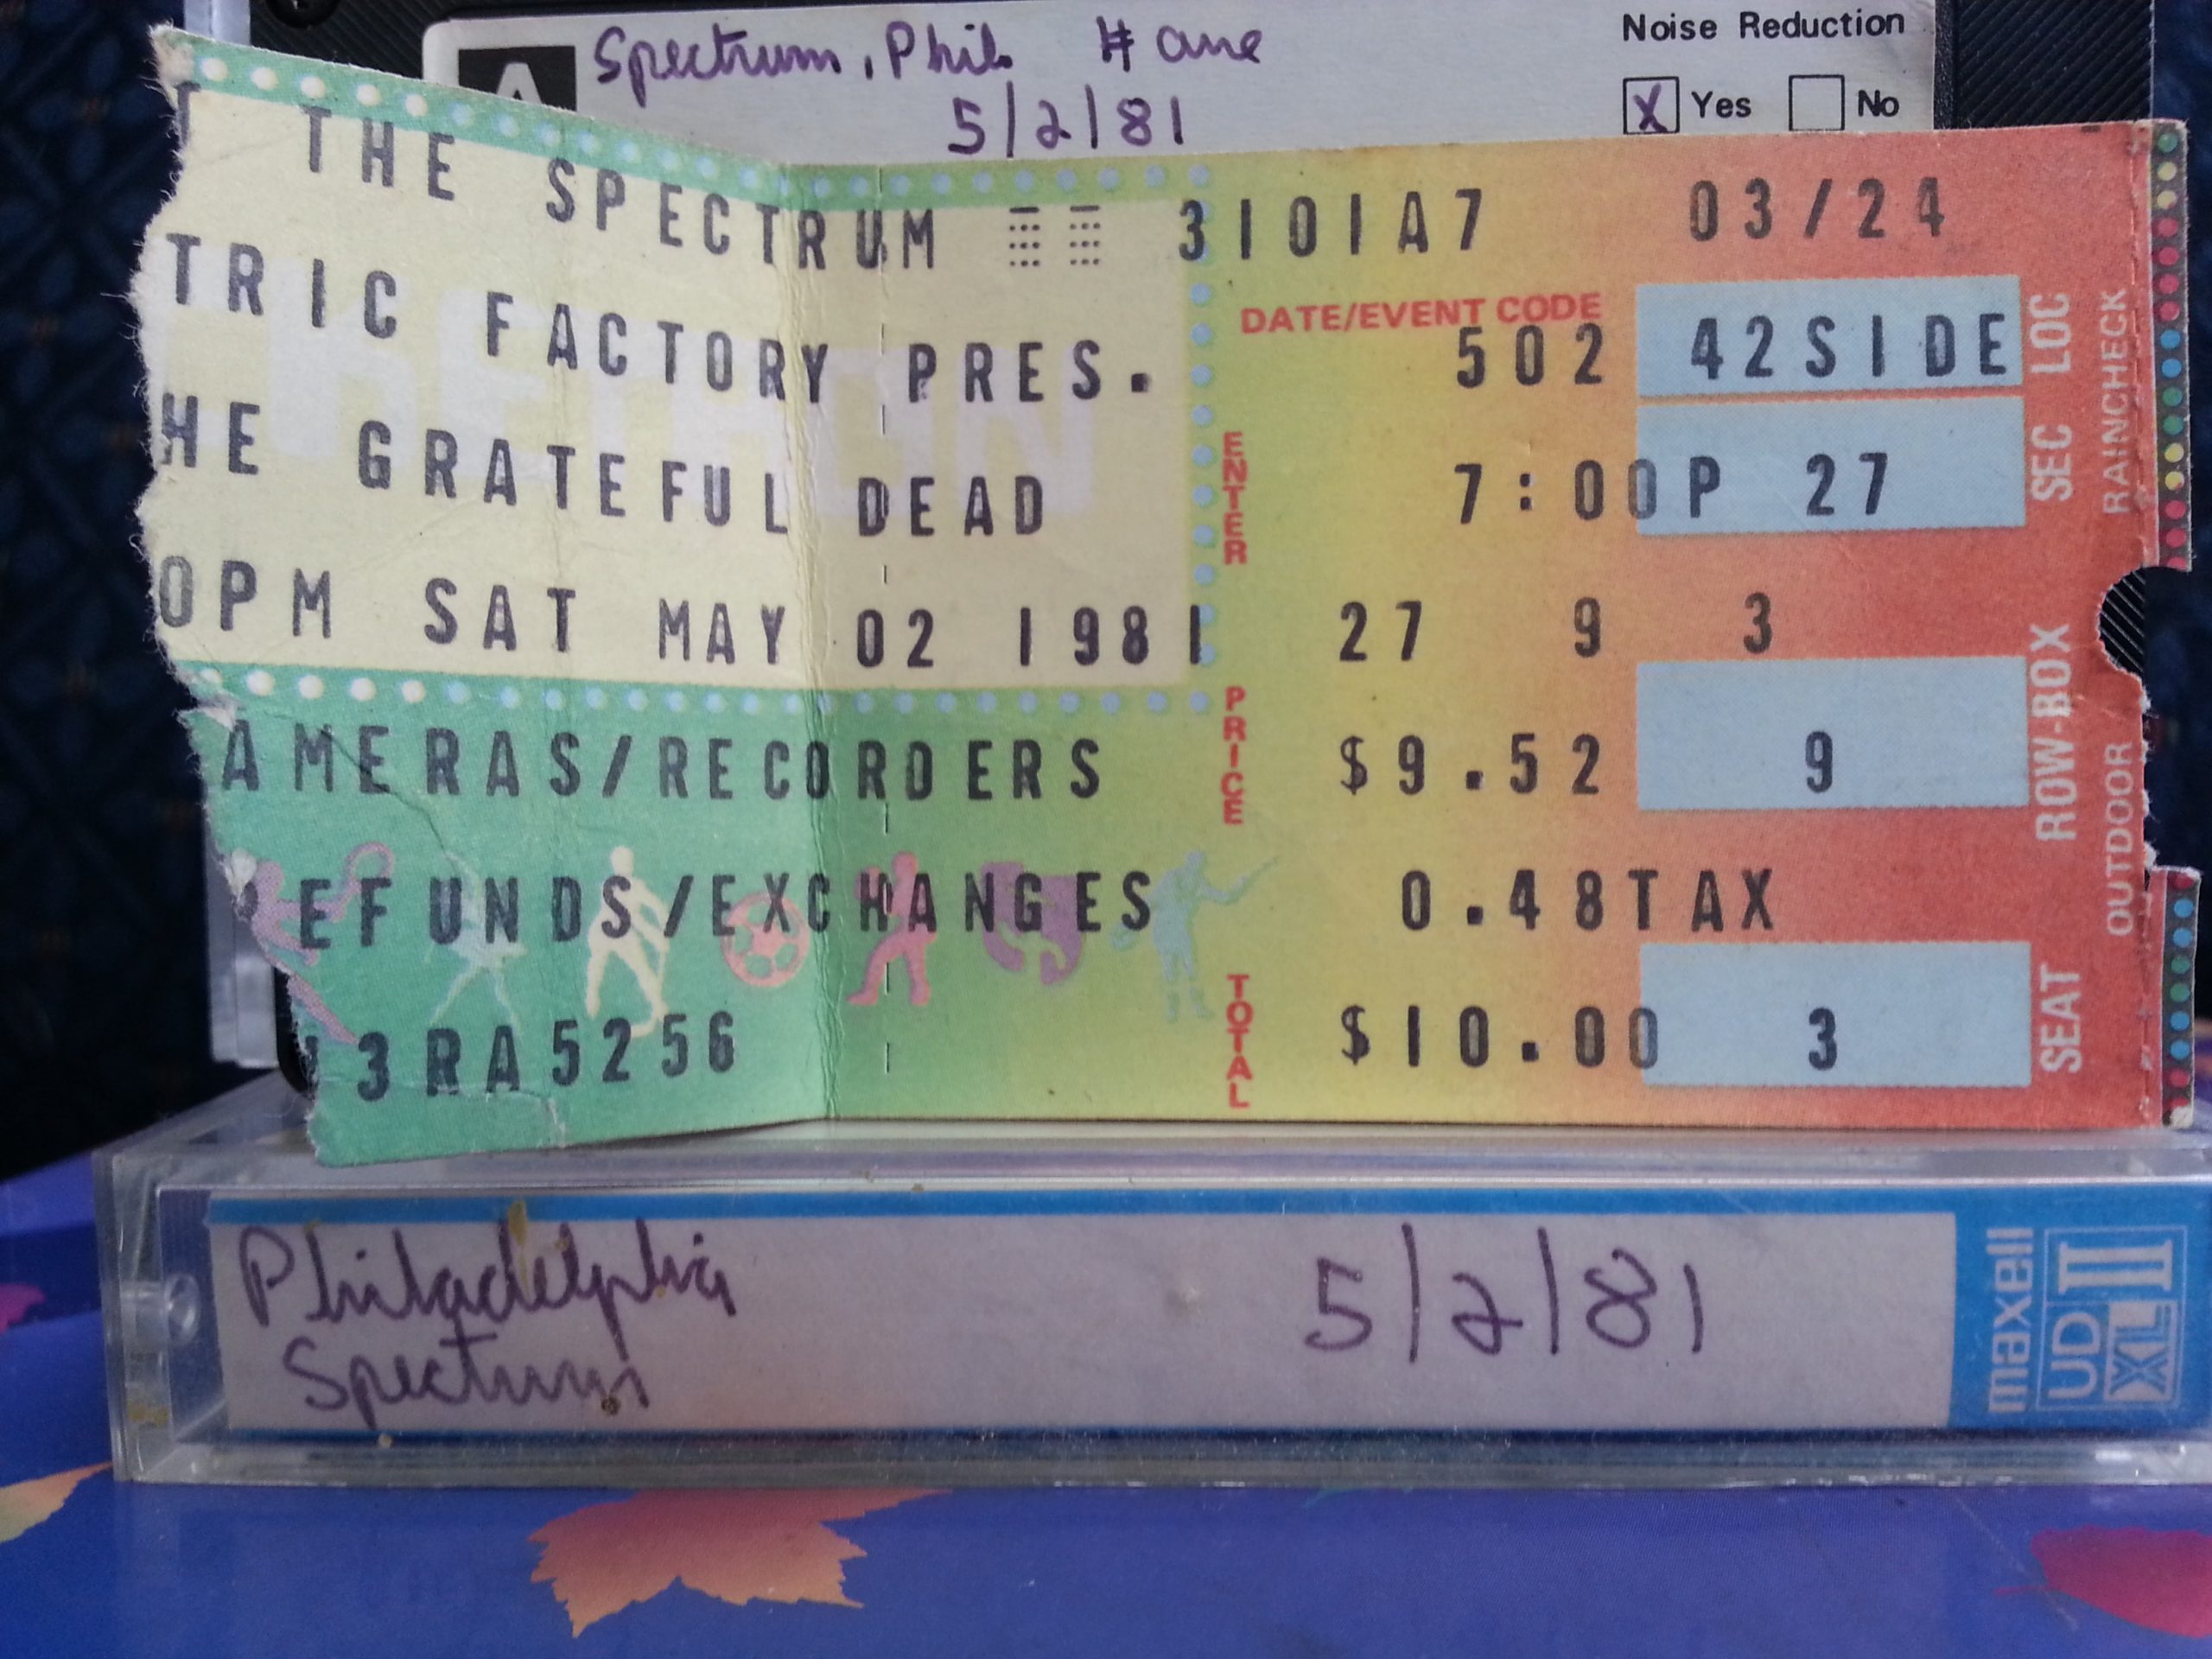 A Spectrum, Phil. # one
5/2/81
Noise Reduction
X Yes No
T THE SPECTRUM 3101A7 03/24
TRIC FACTORY PRES.
HE GRATEFUL DEAD
0PM SAT MAY 02 1981
AMERAS/RECORDERS
REFUNDS/EXCHANGES
3RA5256
DATE/EVENT CODE
502 42SIDE
ENTER
7:00P 27
27 9 3
PRICE
$9.52 9
0.48TAX
TOTAL
$10.00 3
SEC LOC
ROW-BOX
SEAT
RAINCHECK
OUTDOOR
Philadelphia
Spectrum
5/2/81
maxell
UD
XL II